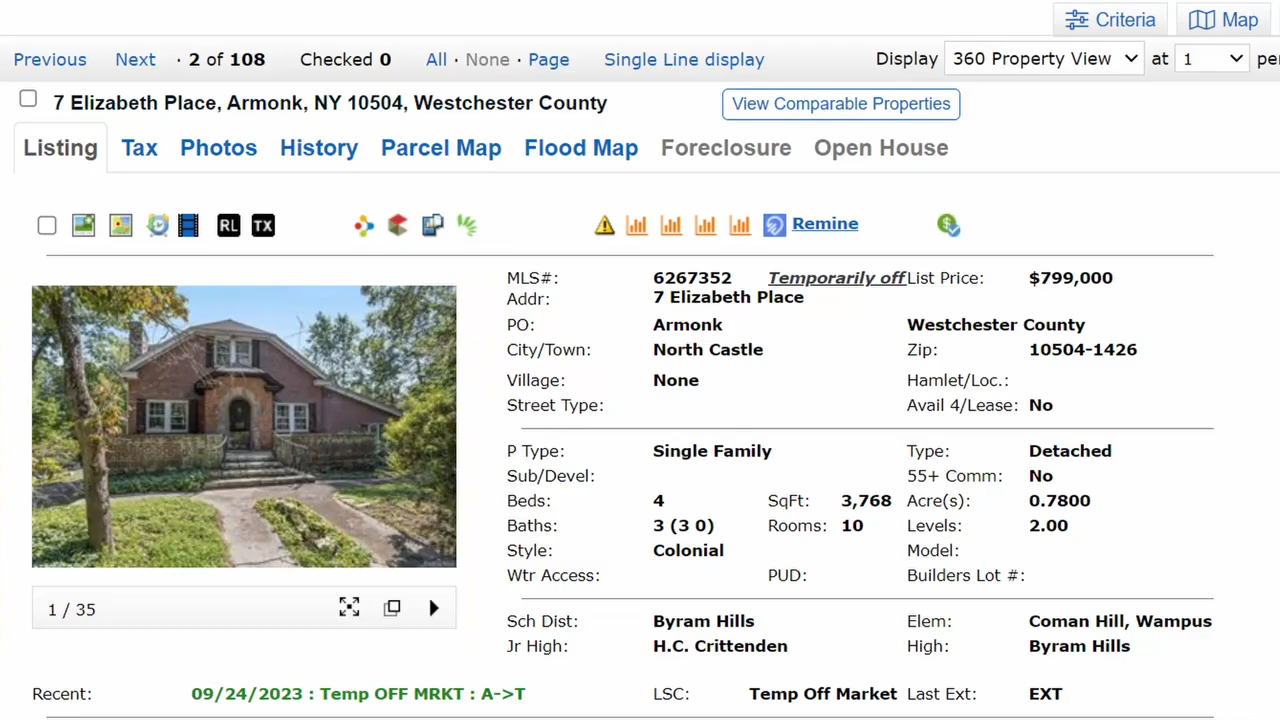 Criteria Map
Previous Next · 2 of 108 Checked 0 All · None · Page Single Line display Display 360 Property View at 1 per
7 Elizabeth Place, Armonk, NY 10504, Westchester County View Comparable Properties
Listing Tax Photos History Parcel Map Flood Map Foreclosure Open House
RL TX Remine
MLS#: 6267352 Temporarily off List Price: $799,000
Addr: 7 Elizabeth Place
PO: Armonk Westchester County
City/Town: North Castle Zip: 10504-1426
Village: None Hamlet/Loc.:
Street Type: Avail 4/Lease: No
P Type: Single Family Type: Detached
Sub/Devel: 55+ Comm: No
Beds: 4 SqFt: 3,768 Acre(s): 0.7800
Baths: 3 (3 0) Rooms: 10 Levels: 2.00
Style: Colonial Model:
Wtr Access: PUD: Builders Lot #:
1 / 35
Sch Dist: Byram Hills Elem: Coman Hill, Wampus
Jr High: H.C. Crittenden High: Byram Hills
Recent: 09/24/2023 : Temp OFF MRKT : A->T LSC: Temp Off Market Last Ext: EXT